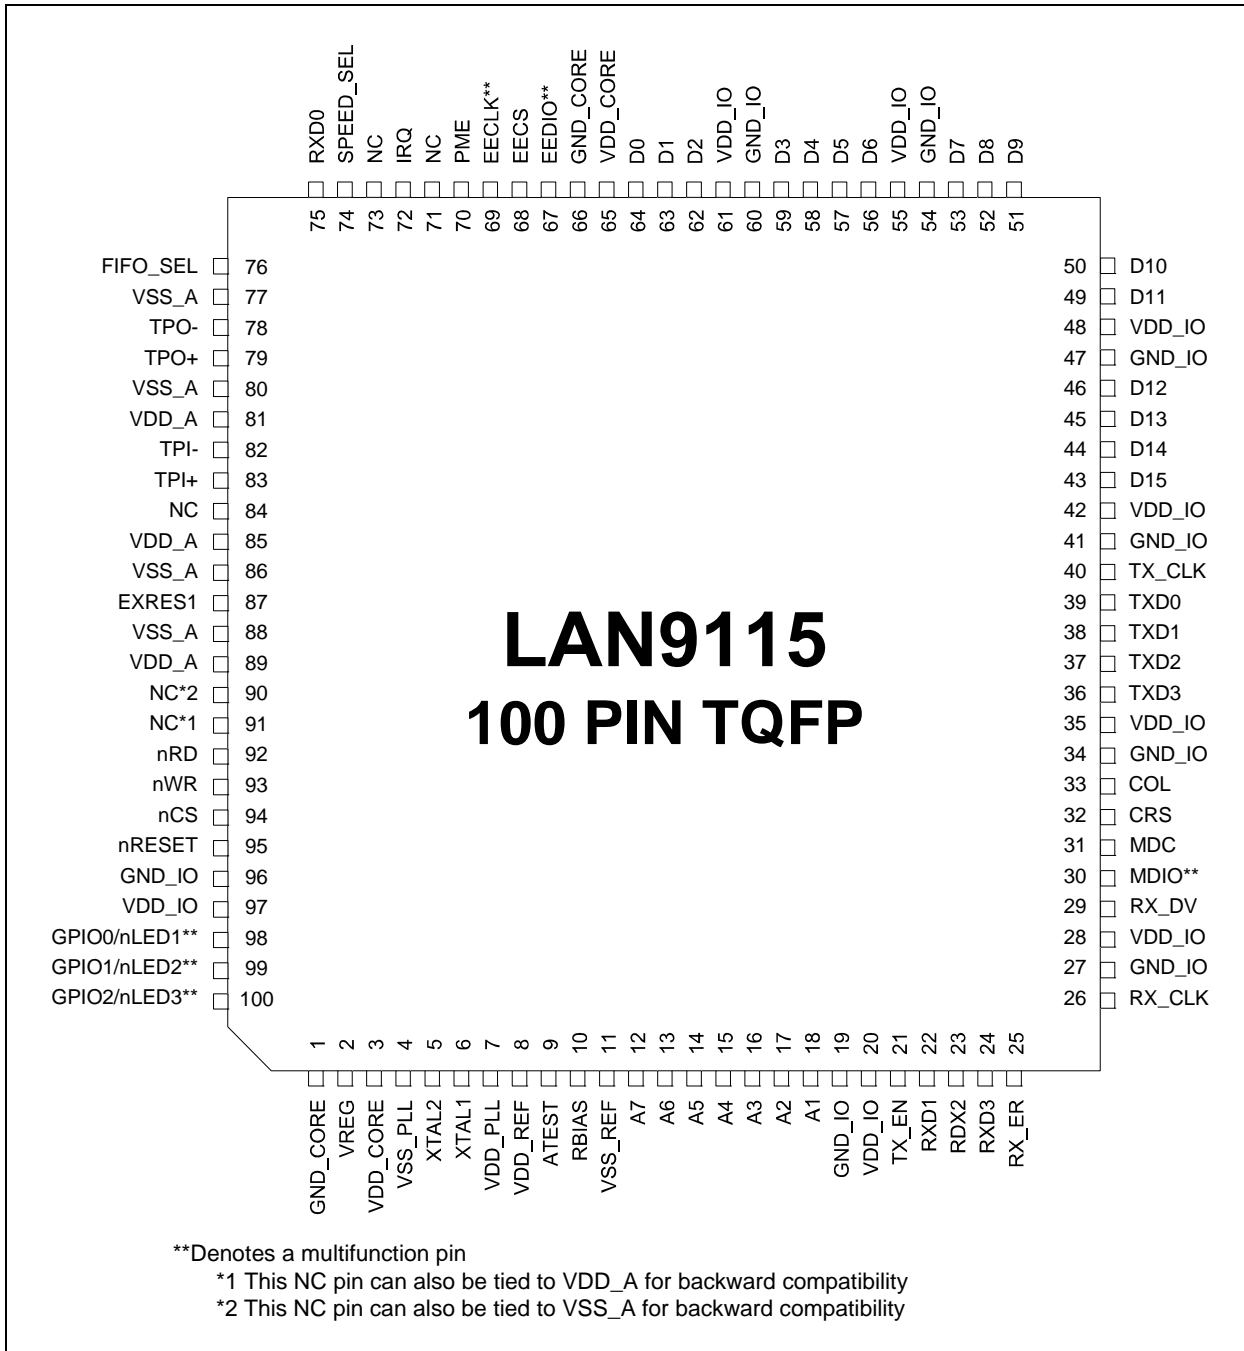 RXD0
SPEED_SEL
NC
IRQ
NC
PME
EECLK**
EECS
EEDIO**
GND_CORE
VDD_CORE
D0
D1
D2
VDD_IO
GND_IO
D3
D4
D5
D6
VDD_IO
GND_IO
D7
D8
D9
75
74
73
72
71
70
69
68
67
66
65
64
63
62
61
60
59
58
57
56
55
54
53
52
51
FIFO_SEL 76
VSS_A 77
TPO- 78
TPO+ 79
VSS_A 80
VDD_A 81
TPI- 82
TPI+ 83
NC 84
VDD_A 85
VSS_A 86
EXRES1 87
VSS_A 88
VDD_A 89
NC*2 90
NC*1 91
nRD 92
nWR 93
nCS 94
nRESET 95
GND_IO 96
VDD_IO 97
GPIO0/nLED1** 98
GPIO1/nLED2** 99
GPIO2/nLED3** 100
LAN9115
100 PIN TQFP
50 D10
49 D11
48 VDD_IO
47 GND_IO
46 D12
45 D13
44 D14
43 D15
42 VDD_IO
41 GND_IO
40 TX_CLK
39 TXD0
38 TXD1
37 TXD2
36 TXD3
35 VDD_IO
34 GND_IO
33 COL
32 CRS
31 MDC
30 MDIO**
29 RX_DV
28 VDD_IO
27 GND_IO
26 RX_CLK
1
2
3
4
5
6
7
8
9
10
11
12
13
14
15
16
17
18
19
20
21
22
23
24
25
GND_CORE
VREG
VDD_CORE
VSS_PLL
XTAL2
XTAL1
VDD_PLL
VDD_REF
ATEST
RBIAS
VSS_REF
A7
A6
A5
A4
A3
A2
A1
GND_IO
VDD_IO
TX_EN
RXD1
RDX2
RXD3
RX_ER
**Denotes a multifunction pin
*1 This NC pin can also be tied to VDD_A for backward compatibility
*2 This NC pin can also be tied to VSS_A for backward compatibility